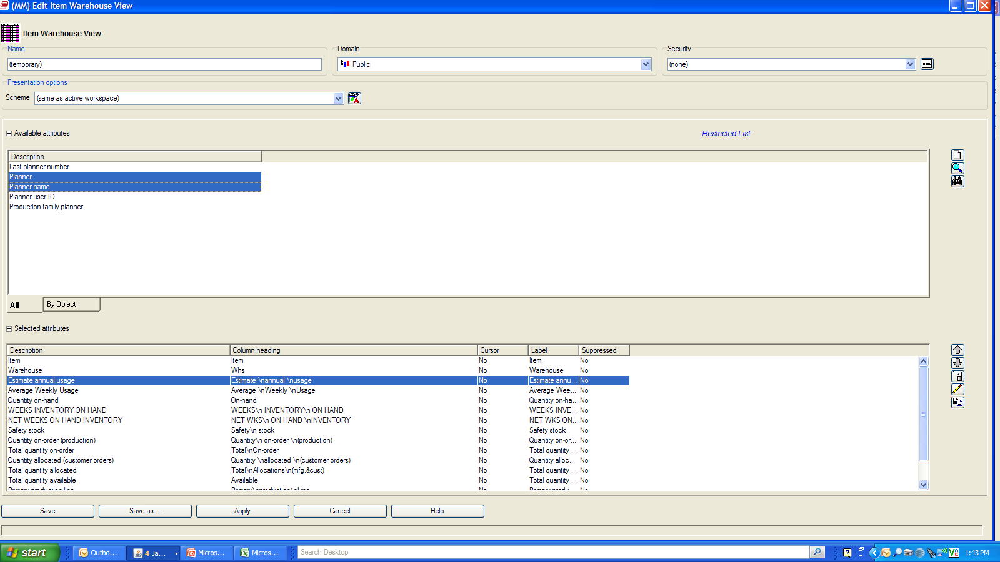 (MM) Edit Item Warehouse View
Item Warehouse View
Name
Domain
Security
(temporary)
Public
(none)
Presentation options
Scheme
(same as active workspace)
Available attributes
Restricted List
Description
Last planner number
Planner
Planner name
Planner user ID
Production family planner
All
By Object
Selected attributes
Description Column heading Cursor Label Suppressed
Item Item No Item No
Warehouse Whs No Warehouse No
Estimate annual usage Estimate \nannual \nusage No Estimate annu... No
Average Weekly Usage Average \nWeekly \nUsage No Average Wee... No
Quantity on-hand On-hand No Quantity on-ha... No
WEEKS INVENTORY ON HAND WEEKS\n INVENTORY\n ON HAND No WEEKS INVE... No
NET WEEKS ON HAND INVENTORY NET WKS\n ON HAND \nINVENTORY No NET WKS ON... No
Safety stock Safety\n stock No Safety stock No
Quantity on-order (production) Quantity\n on-order \n(production) No Quantity on-or... No
Total quantity on-order Total\nOn-order No Total quantity ... No
Quantity allocated (customer orders) Quantity \nallocated \n(customer orders) No Quantity alloc... No
Total quantity allocated Total\nAllocations\n(mfg.&cust) No Total quantity ... No
Total quantity available Available No Total quantity ... No
Primary production line Primary\nproduction\nLine No Primary produ... No
Save
Save as ...
Apply
Cancel
Help
start
Outbo...
4 Ja...
Micros...
Micros...
Search Desktop
1:43 PM